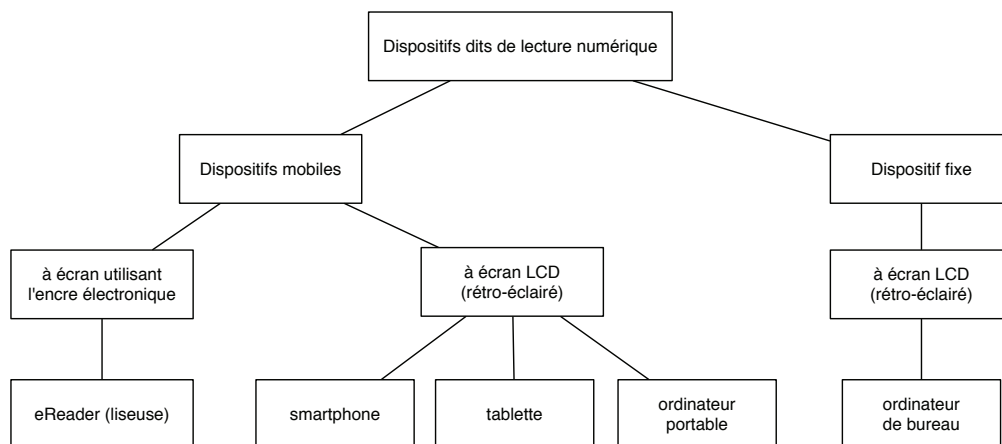 Dispositifs dits de lecture numérique
Dispositifs mobiles
Dispositif fixe
à écran utilisant
l'encre électronique
à écran LCD
(rétro-éclairé)
à écran LCD
(rétro-éclairé)
eReader (liseuse)
smartphone
tablette
ordinateur
portable
ordinateur
de bureau